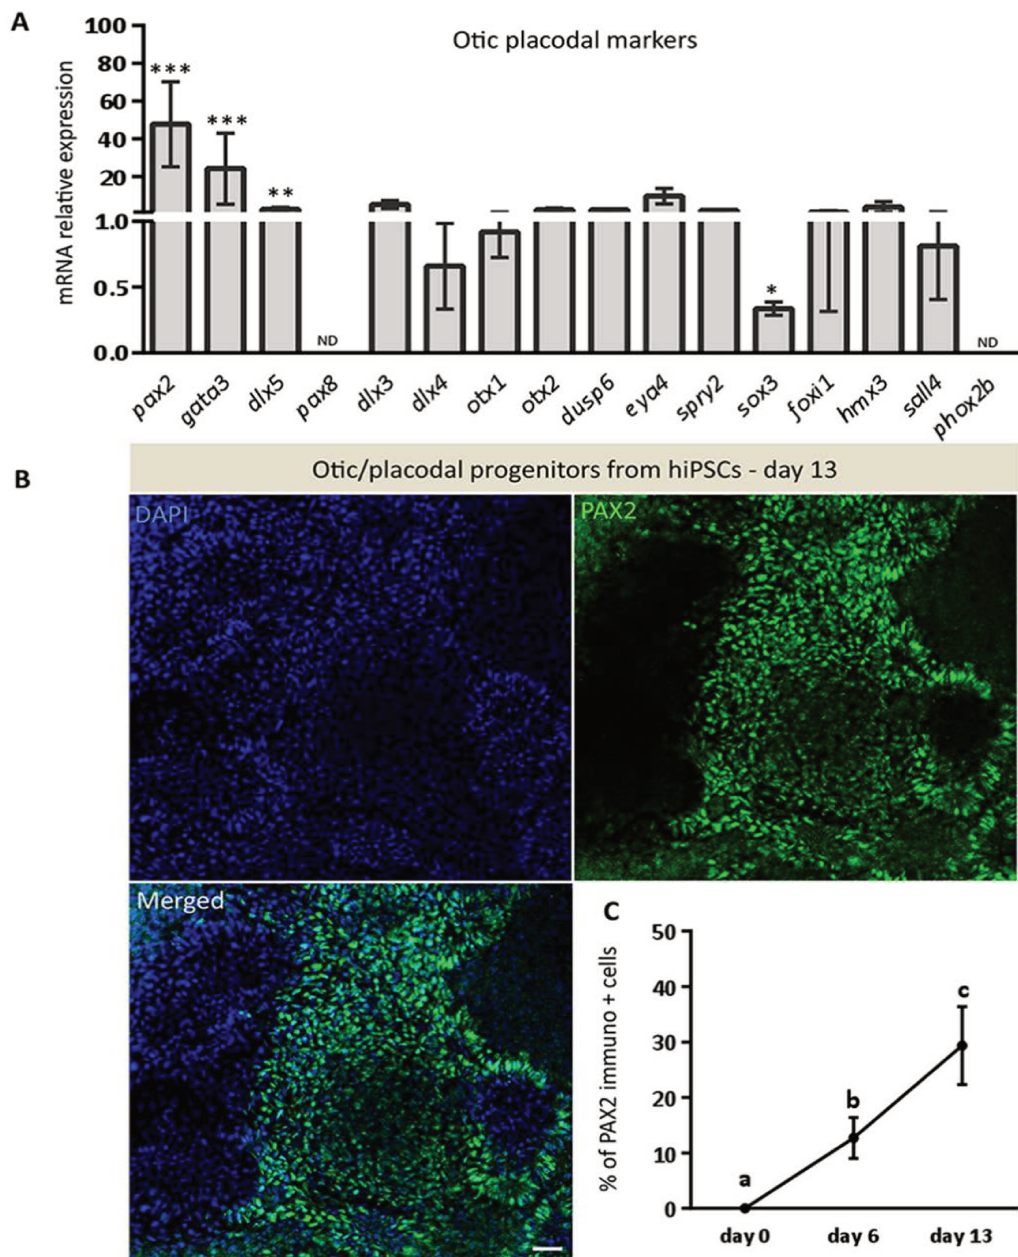 A
Otic placodal markers
mRNA relative expression
100
80
60
40
20
1.0
0.5
0.0
***
***
**
ND
*
ND
pax2
gata3
dlx5
pax8
dlx3
dlx4
otx1
otx2
dusp6
eya4
spry2
sox3
foxi1
hmx3
sall4
phox2b
B
Otic/placodal progenitors from hiPSCs - day 13
DAPI
PAX2
Merged
C
% of PAX2 immuno + cells
50
40
30
20
10
0
a
b
c
day 0
day 6
day 13